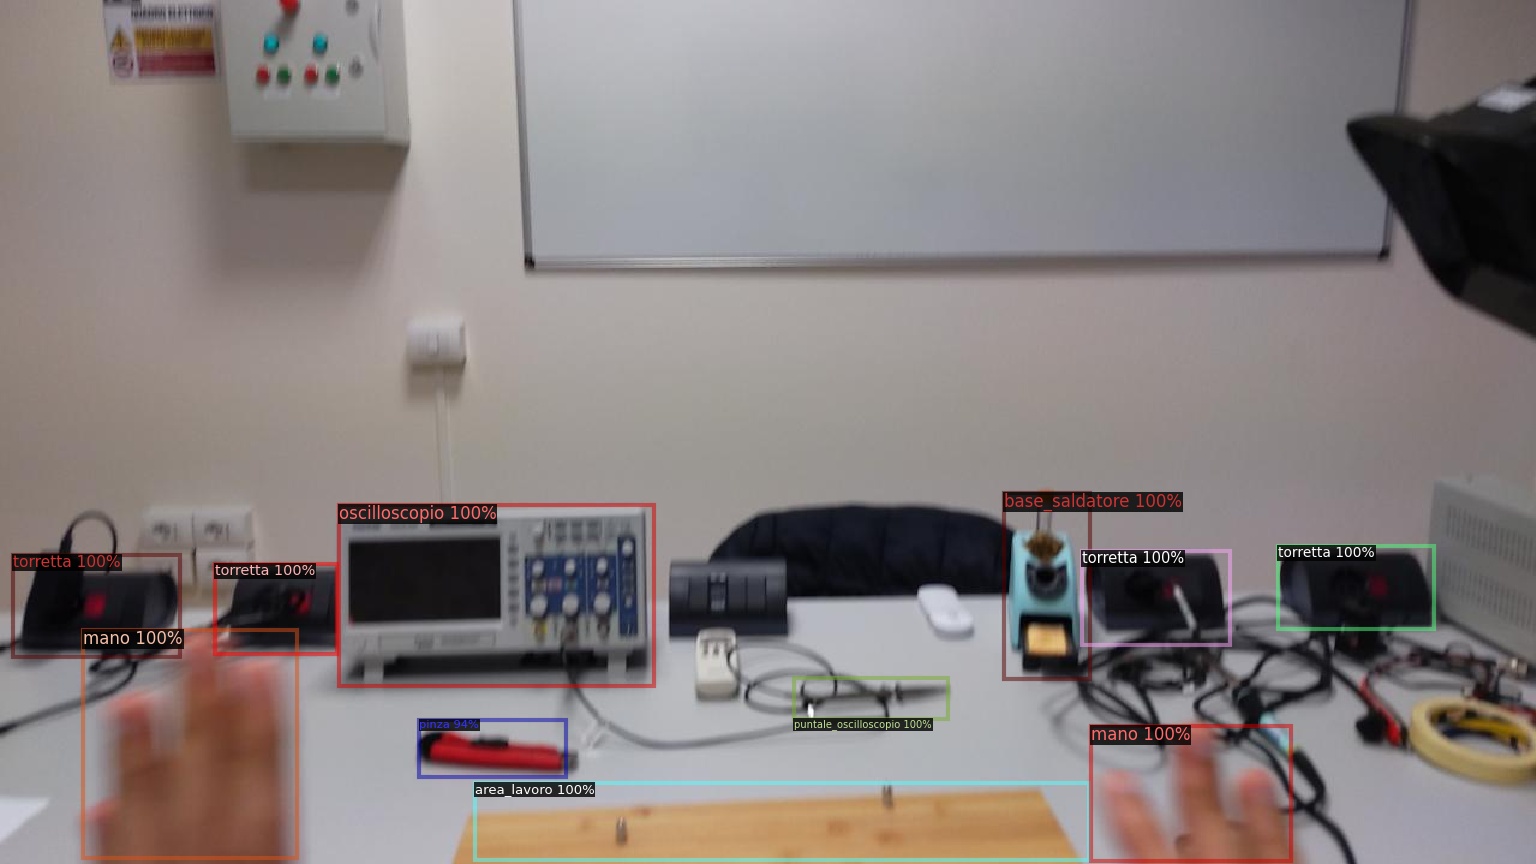 base_saldatore 100%
oscilloscopio 100%
torretta 100%
torretta 100%
torretta 100%
torretta 100%
mano 100%
pinza 94%
puntale_oscilloscopio 100%
mano 100%
area_lavoro 100%